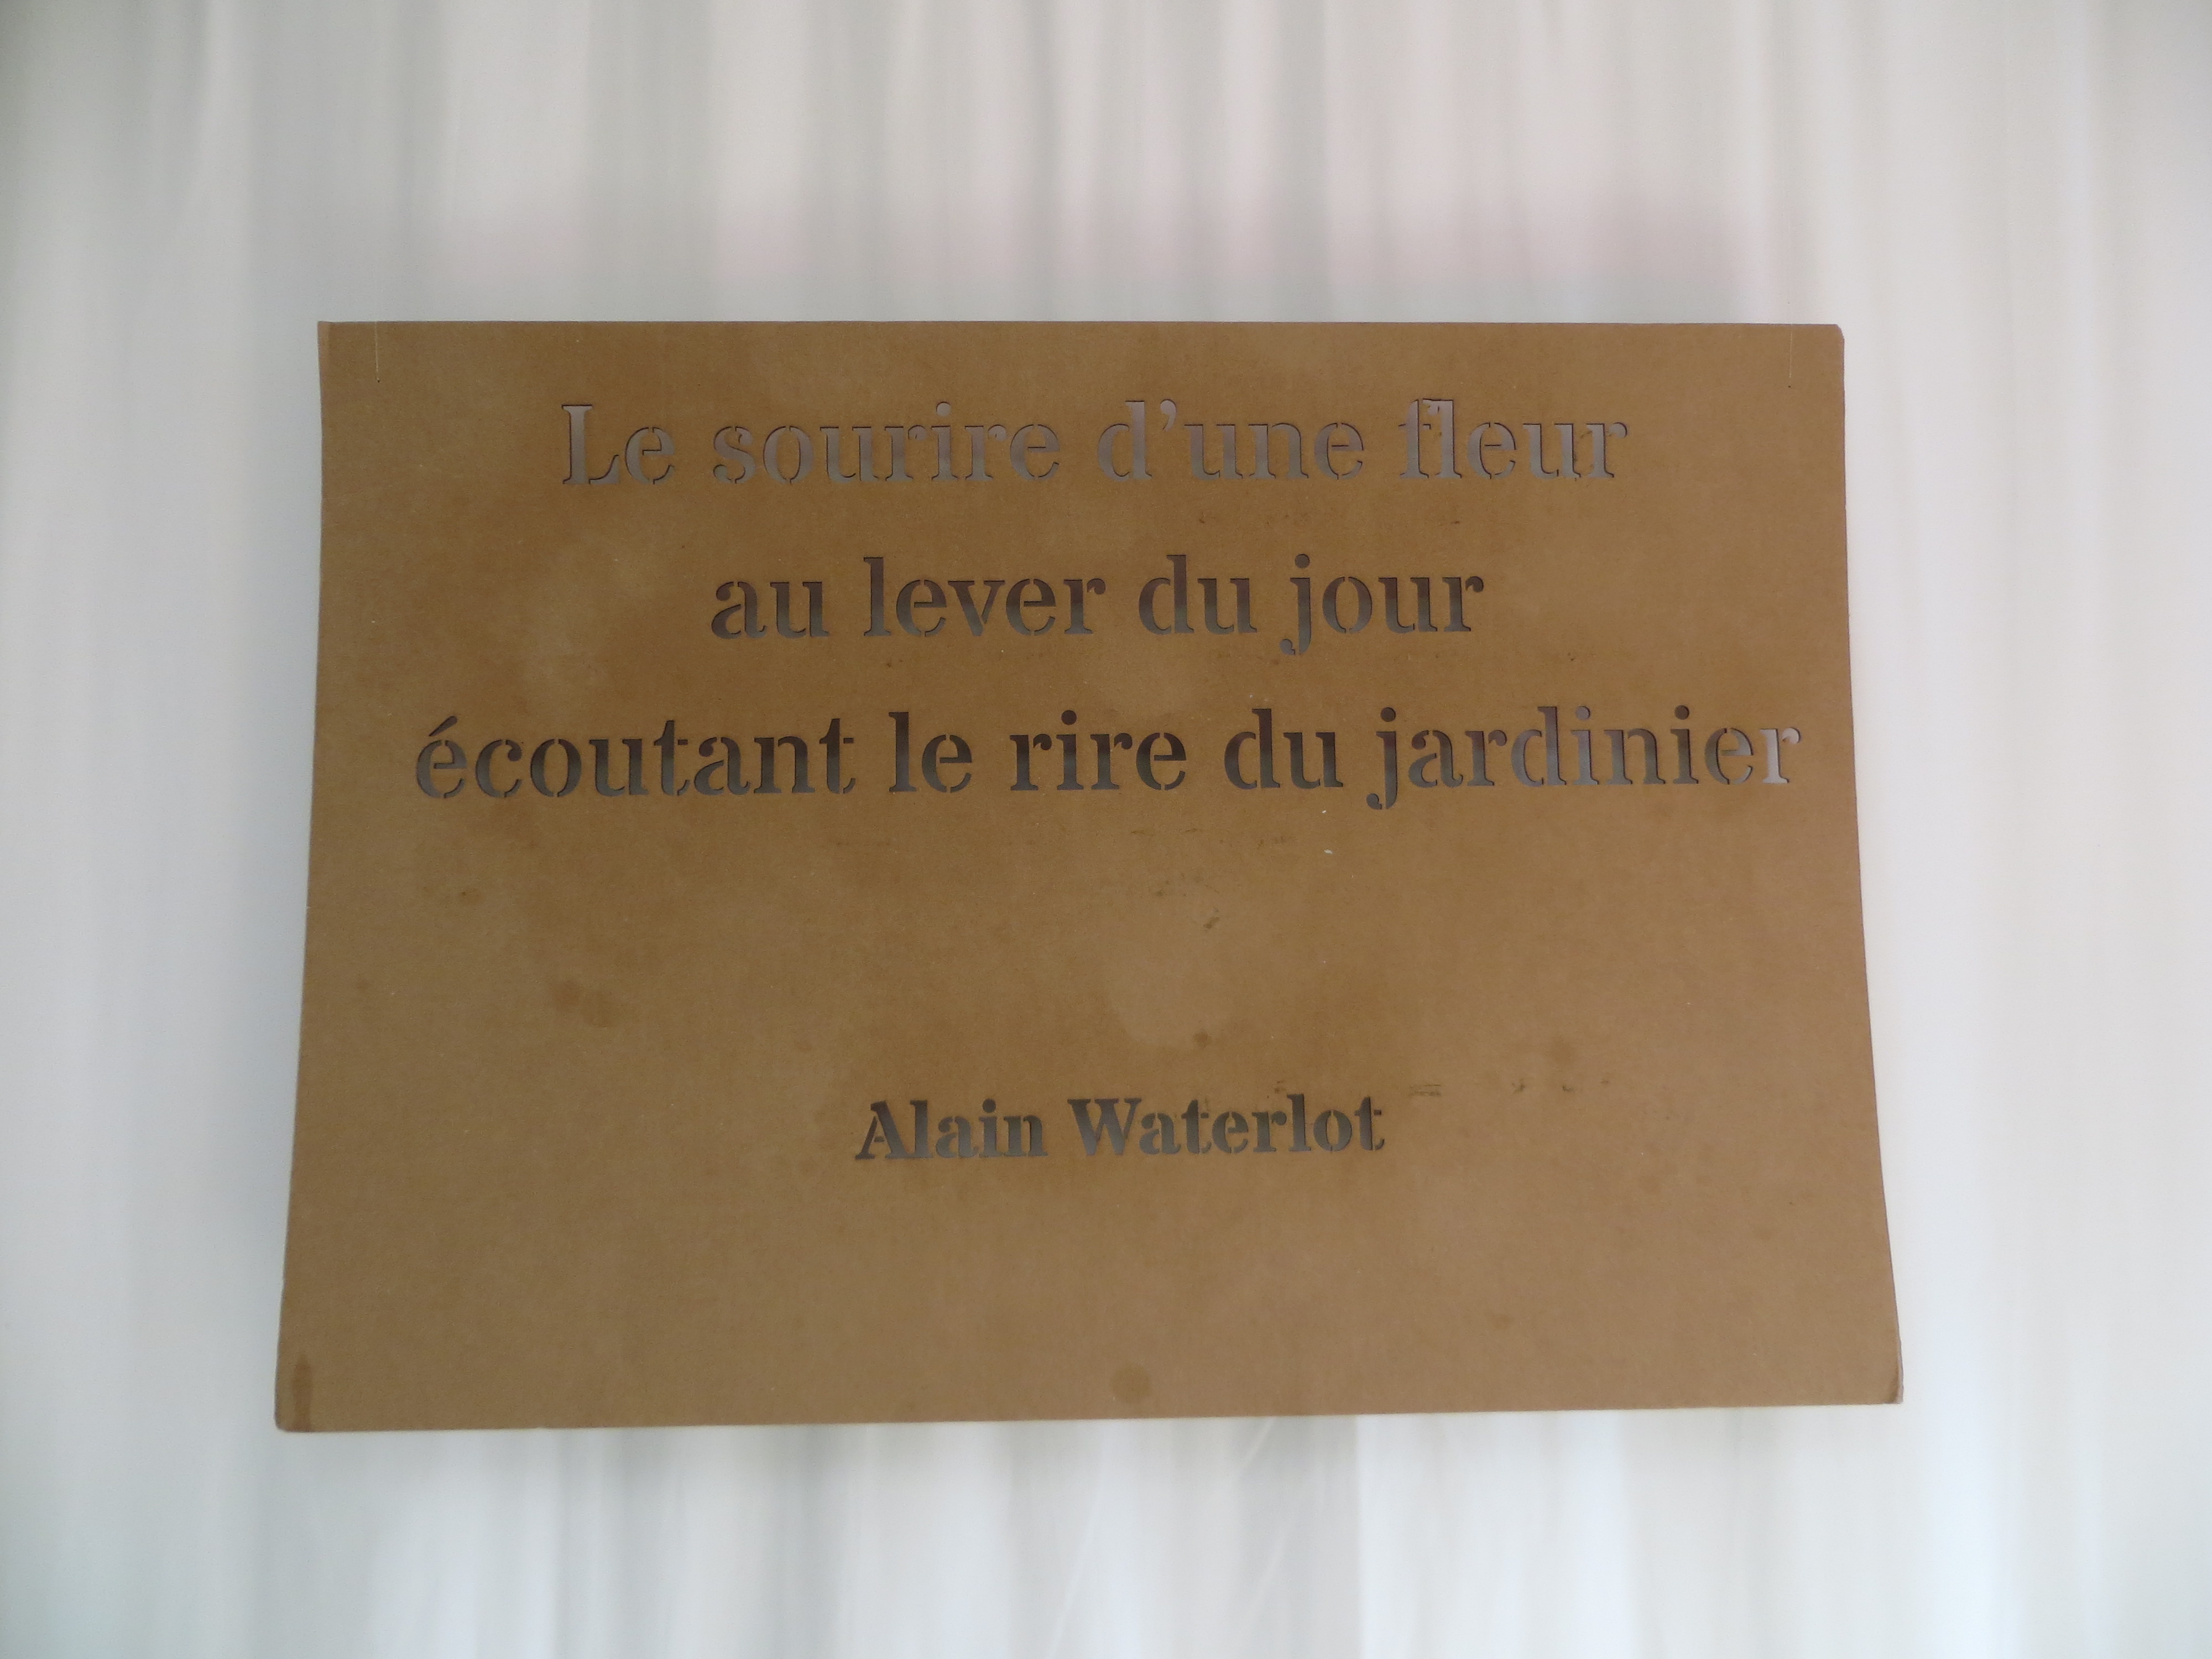 Le sourire d’une fleur
au lever du jour
écoutant le rire du jardinier
Alain Waterlot